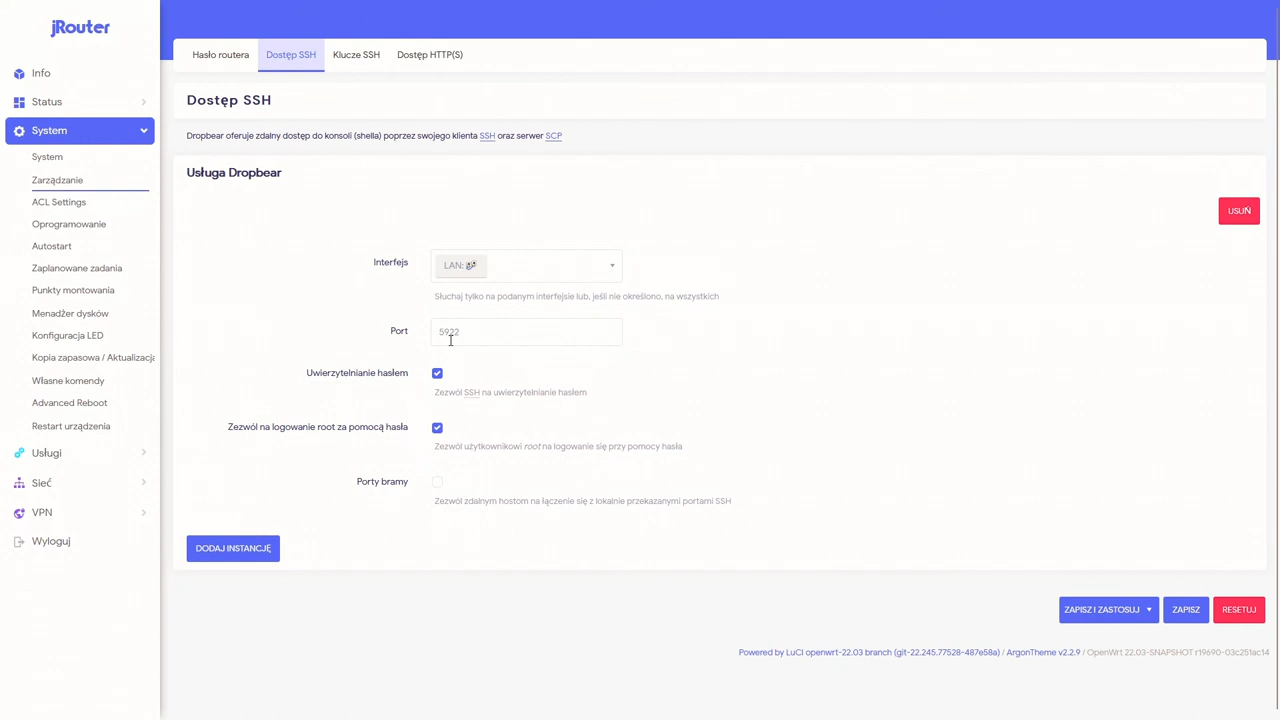 jRouter
Info
Status
System
System
Zarządzanie
ACL Settings
Oprogramowanie
Autostart
Zaplanowane zadania
Punkty montowania
Menadżer dysków
Konfiguracja LED
Kopia zapasowa / Aktualizacja
Własne komendy
Advanced Reboot
Restart urządzenia
Usługi
Sieć
VPN
Wyloguj
Hasło routera
Dostęp SSH
Klucze SSH
Dostęp HTTP(S)
Dostęp SSH
Dropbear oferuje zdalny dostęp do konsoli (shella) poprzez swojego klienta SSH oraz serwer SCP
Usługa Dropbear
USUŃ
Interfejs
LAN:
Słuchaj tylko na podanym interfejsie lub, jeśli nie określono, na wszystkich
Port
5922
Uwierzytelnianie hasłem
Zezwól SSH na uwierzytelnianie hasłem
Zezwól na logowanie root za pomocą hasła
Zezwól użytkownikowi root na logowanie się przy pomocy hasła
Porty bramy
Zezwól zdalnym hostom na łączenie się z lokalnie przekazanymi portami SSH
DODAJ INSTANCJĘ
ZAPISZ I ZASTOSUJ
ZAPISZ
RESETUJ
Powered by LuCI openwrt-22.03 branch (git-22.245.77528-487e58a) / ArgonTheme v2.2.9 / OpenWrt 22.03-SNAPSHOT r19690-03c251ac14